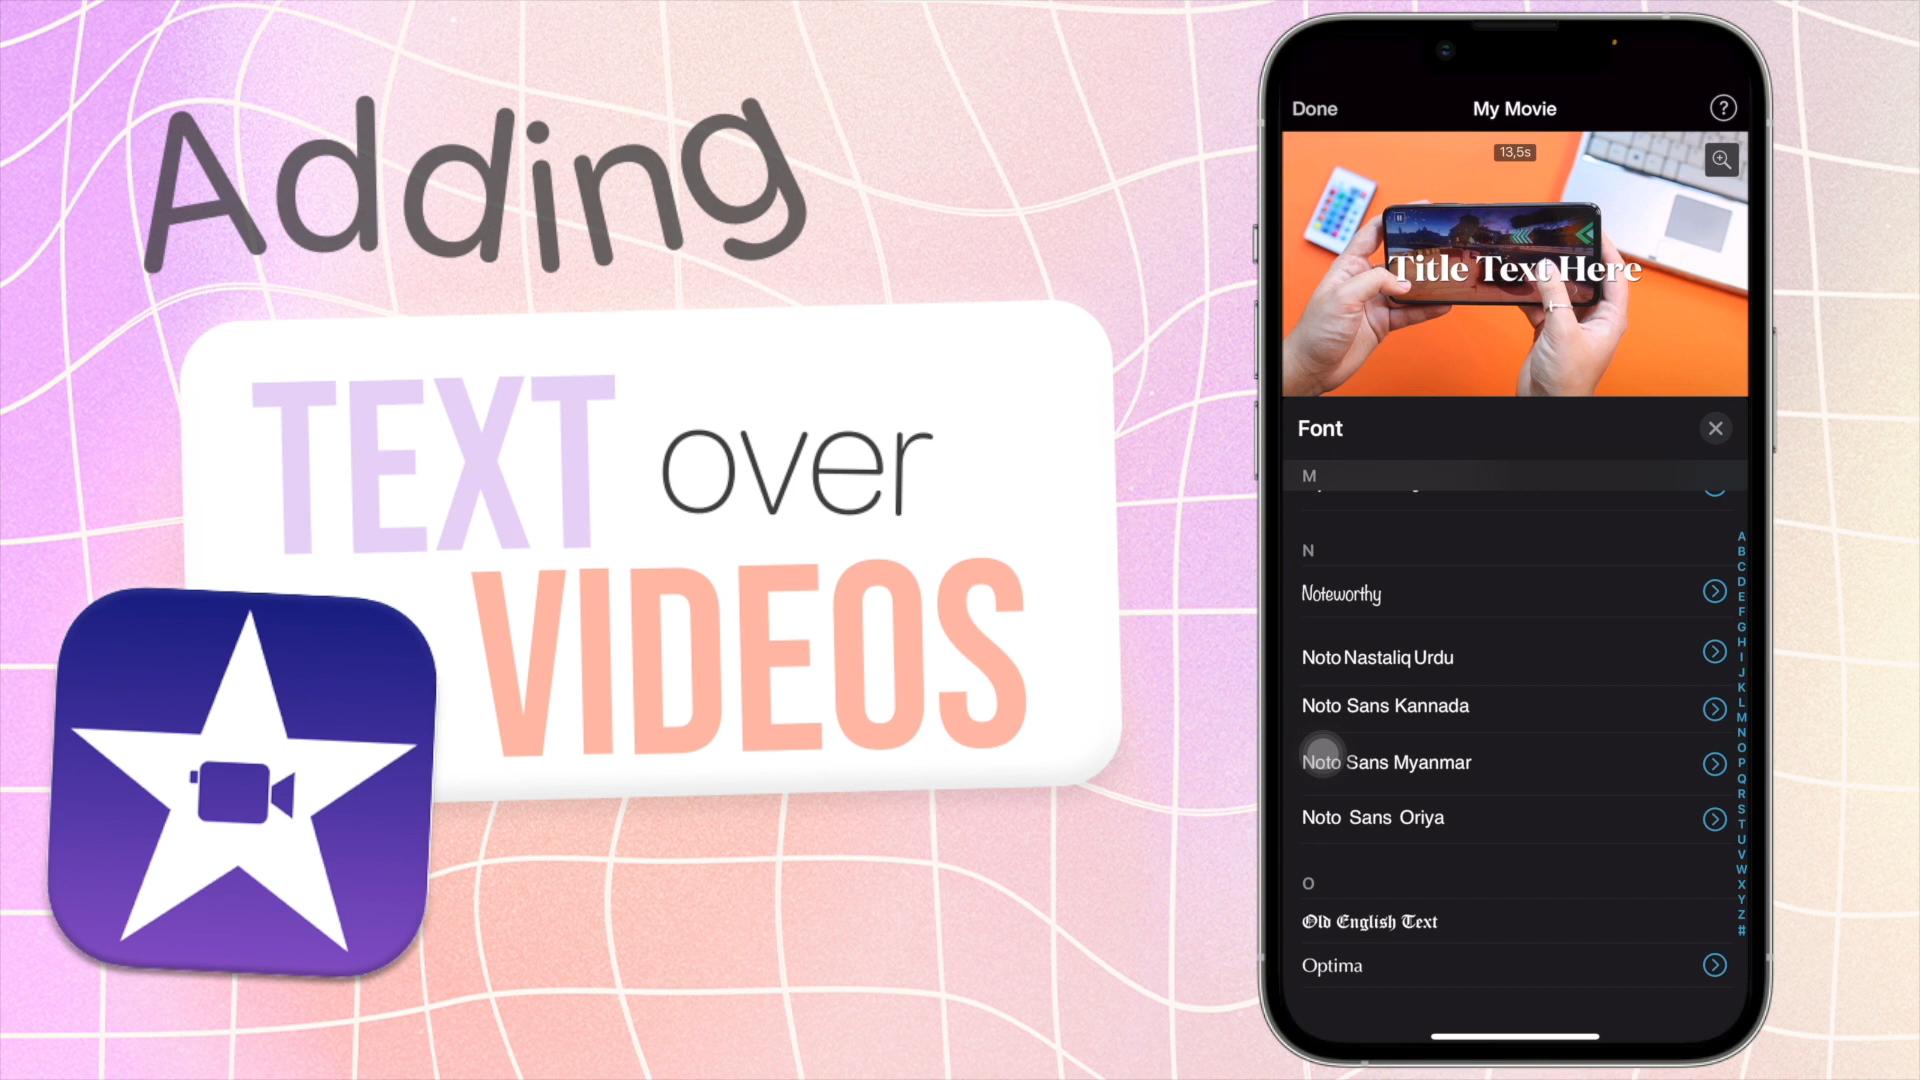 Adding
TEXT over
VIDEOS
Done
My Movie
?
13,5s
Title Text Here
Font
M
N
Noteworthy
Noto Nastaliq Urdu
Noto Sans Kannada
Noto Sans Myanmar
Noto Sans Oriya
O
Old English Text
Optima
A
B
C
D
E
F
G
H
I
J
K
L
M
N
O
P
Q
R
S
T
U
V
W
X
Y
Z
#